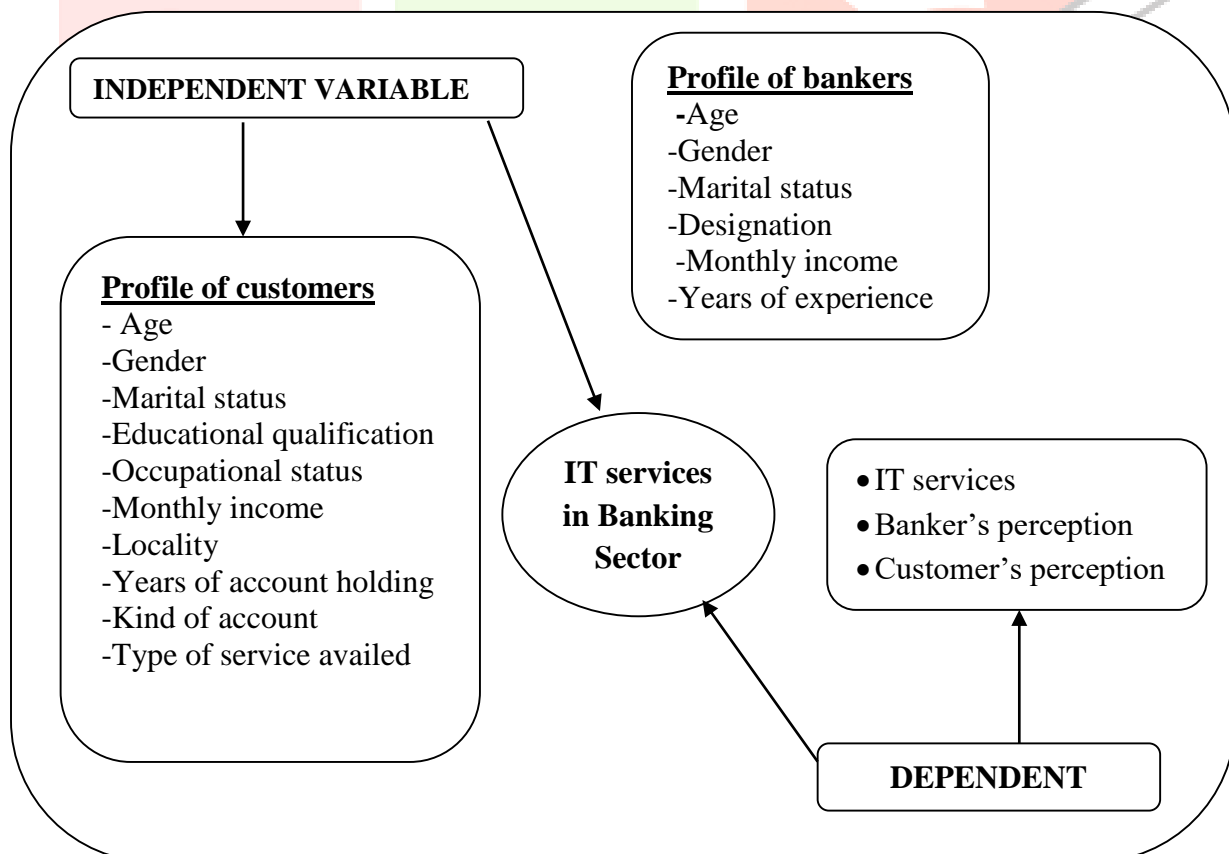 INDEPENDENT VARIABLE
Profile of bankers
-Age
-Gender
-Marital status
-Designation
-Monthly income
-Years of experience
Profile of customers
- Age
-Gender
-Marital status
-Educational qualification
-Occupational status
-Monthly income
-Locality
-Years of account holding
-Kind of account
-Type of service availed
IT services
in Banking
Sector
•IT services
•Banker’s perception
•Customer’s perception
DEPENDENT